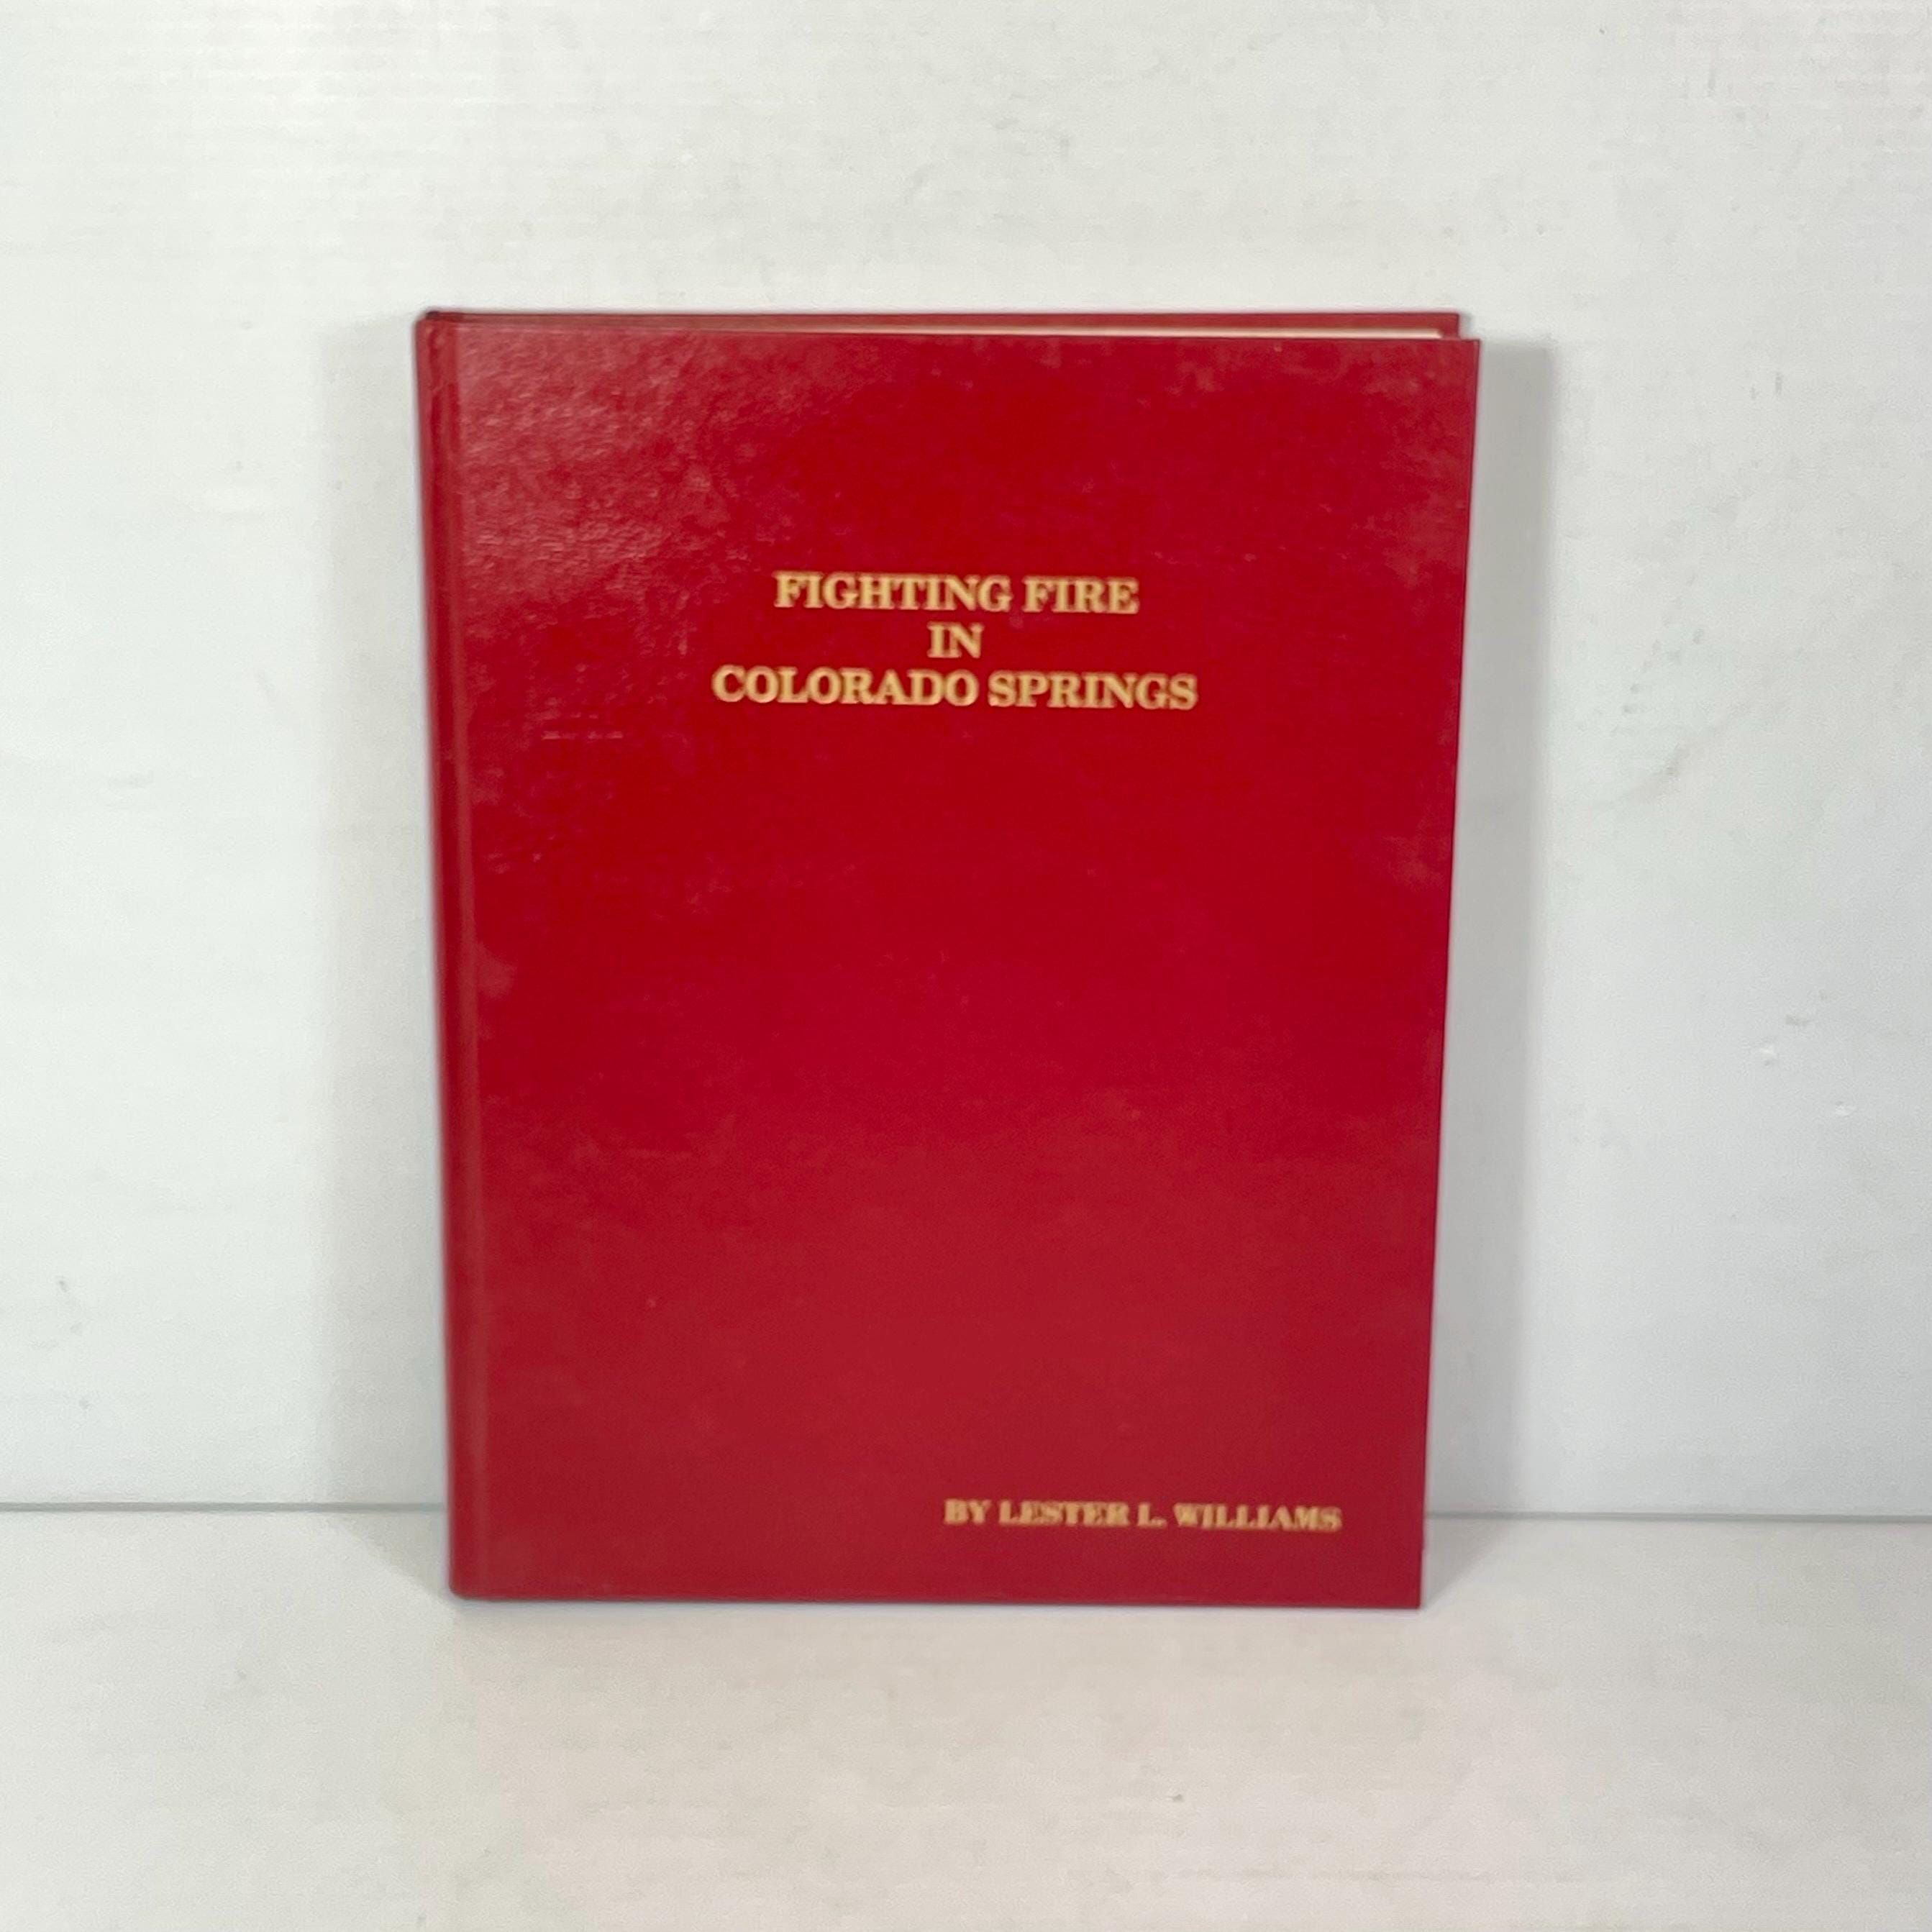 FIGHTING FIRE
IN
COLORADO SPRINGS
BY LESTER L. WILLIAMS